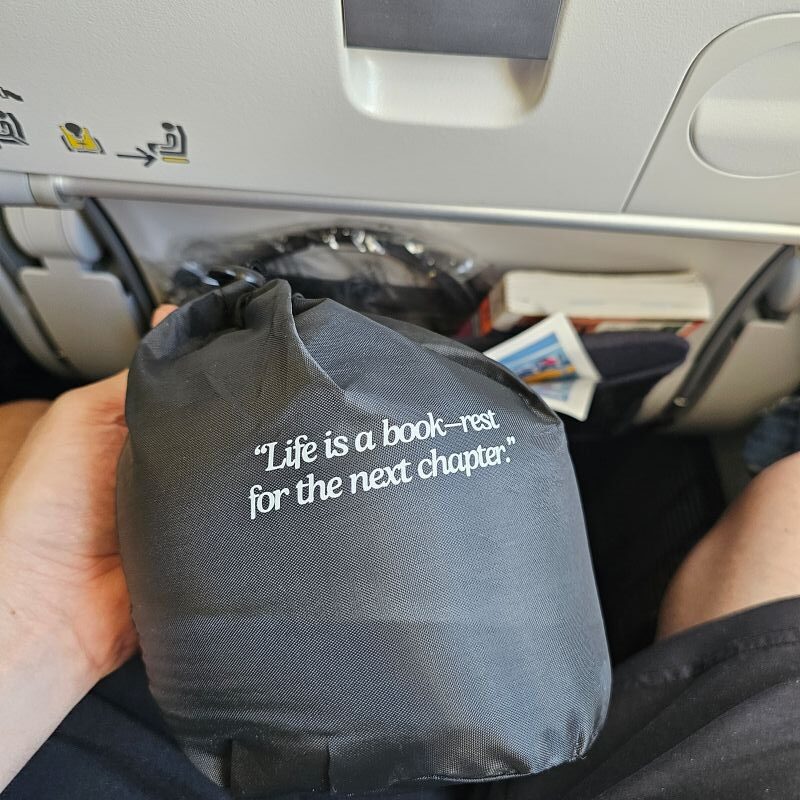 “Life is a book—rest
for the next chapter.”